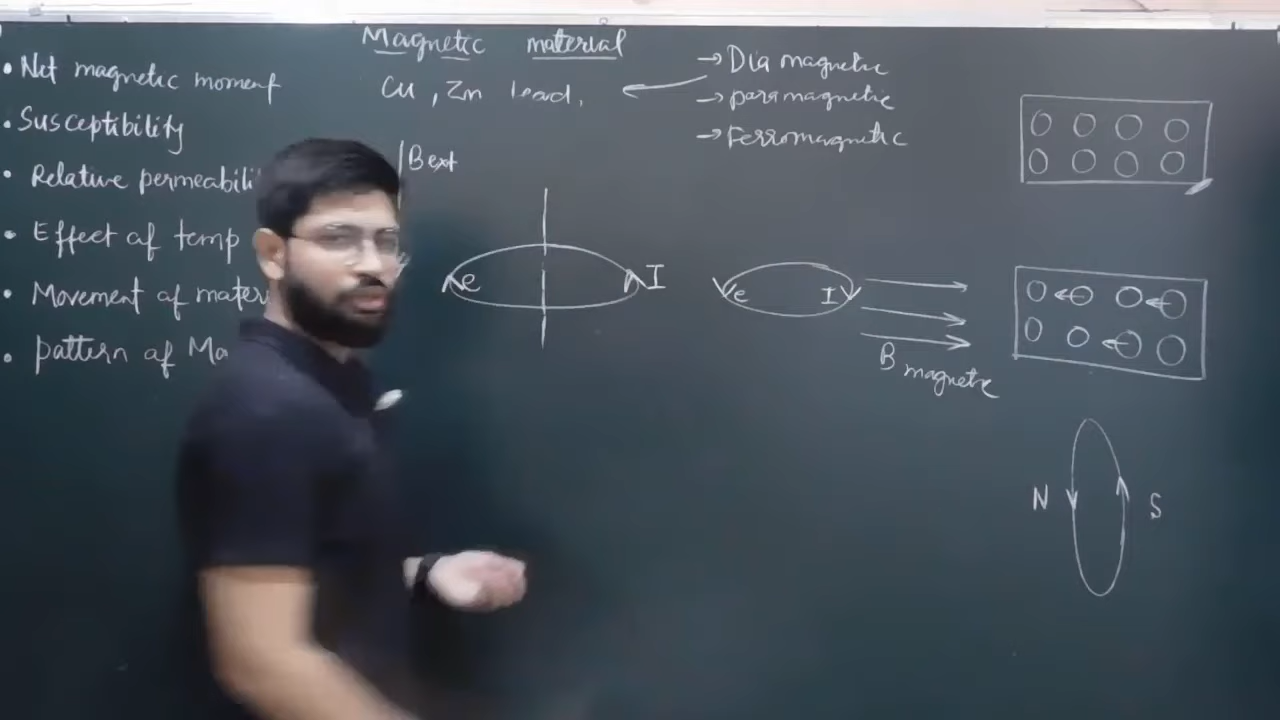 Magnetic material
Cu , Zn lead,
→ Dia magnetic
→ paramagnetic
→ Ferromagnetic
• Net magnetic moment
• Susceptibility
• Relative permeabili
• Effect of temp
• Movement of mater
• pattern of Ma
Bext
e I
e I
B magnetic
N S